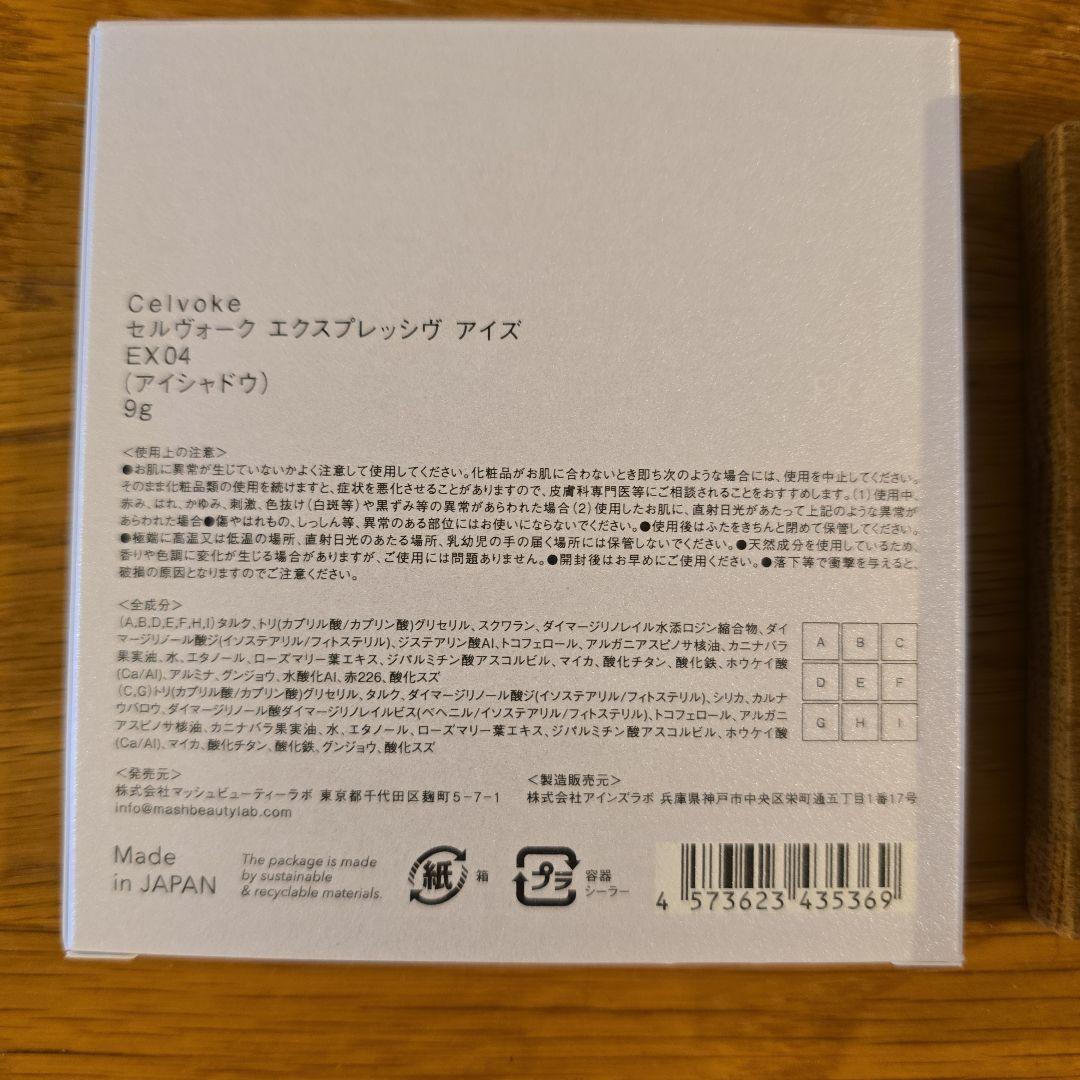 Celvoke
セルヴォーク エクスプレッシヴ アイズ
EX04
(アイシャドウ)
9g
<使用上の注意>
●お肌に異常が生じていないかよく注意して使用してください。化粧品がお肌に合わないとき即ち次のような場合には、使用を中止してください。
そのまま化粧品類の使用を続けますと、症状を悪化させることがありますので、皮膚科専門医等にご相談されることをおすすめします。(1)使用中、
赤み、はれ、かゆみ、刺激、色抜け(白斑等)や黒ずみ等の異常があらわれた場合(2)使用したお肌に、直射日光があたって上記のような異常が
あらわれた場合●傷やはれもの、しっしん等、異常のある部位にはお使いにならないでください。●使用後はふたをきちんと閉めて保管してください。
●極端に高温又は低温の場所、直射日光のあたる場所、乳幼児の手の届く場所には保管しないでください。●天然成分を使用しているため、
香りや色調に変化が生じる場合がありますが、ご使用には問題ありません。●開封後はお早めにご使用ください。●落下等で衝撃を与えると、
破損の原因となりますのでご注意ください。
<全成分>
(A,B,D,E,F,H,I)タルク、トリ(カプリル酸/カプリン酸)グリセリル、スクワラン、ダイマージリノレイル水添ロジン縮合物、ダイ
マージリノール酸ジ(イソステアリル/フィトステリル)、ジステアリン酸Al、トコフェロール、アルガニアスピノサ核油、カニナバラ
果実油、水、エタノール、ローズマリー葉エキス、ジパルミチン酸アスコルビル、マイカ、酸化チタン、酸化鉄、ホウケイ酸
(Ca/Al)、アルミナ、グンジョウ、水酸化Al、赤226、酸化スズ
(C,G)トリ(カプリル酸/カプリン酸)グリセリル、タルク、ダイマージリノール酸ジ(イソステアリル/フィトステリル)、シリカ、カルナ
ウバロウ、ダイマージリノール酸ダイマージリノレイルビス(ベヘニル/イソステアリル/フィトステリル)、トコフェロール、アルガニ
アスピノサ核油、カニナバラ果実油、水、エタノール、ローズマリー葉エキス、ジパルミチン酸アスコルビル、ホウケイ酸
(Ca/Al)、マイカ、酸化チタン、酸化鉄、グンジョウ、酸化スズ
A B C
D E F
G H I
<発売元>
株式会社マッシュビューティーラボ 東京都千代田区麹町5-7-1
info@mashbeautylab.com
<製造販売元>
株式会社アインズラボ 兵庫県神戸市中央区栄町通五丁目1番17号
Made
in JAPAN
The package is made
by sustainable
& recyclable materials.
紙 箱
プラ 容器
シーラー
4 573623 435369